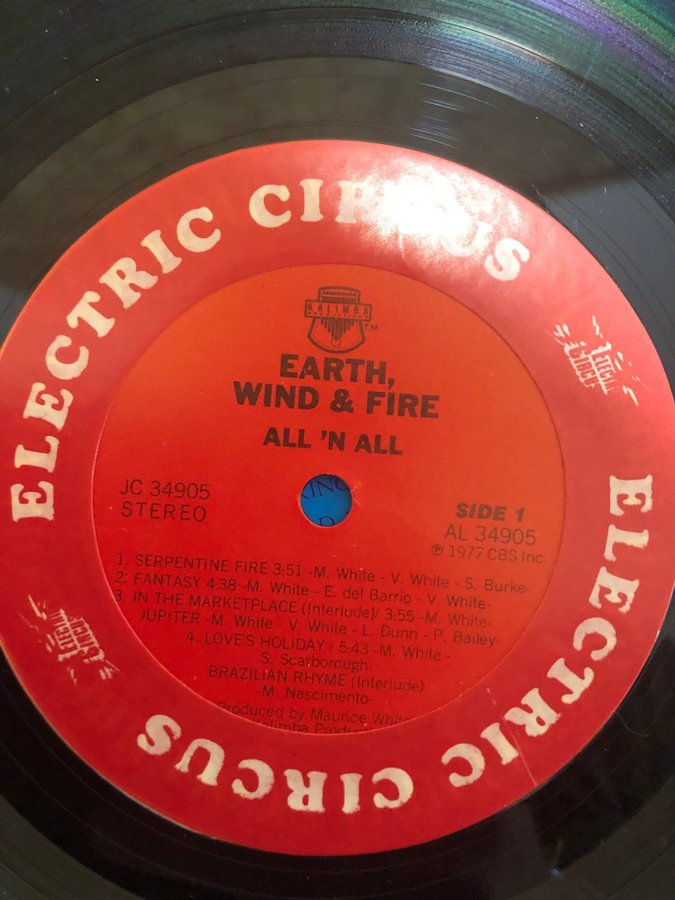 ELECTRIC CIRCUS
KALIMBA
T.M.
EARTH,
WIND & FIRE
ALL 'N ALL
JC 34905
STEREO
SIDE 1
AL 34905
℗ 1977 CBS Inc.
1. SERPENTINE FIRE 3:51 -M. White - V. White - S. Burke-
2. FANTASY 4:38 -M. White - E. del Barrio - V. White-
3. IN THE MARKETPLACE (Interlude)/ 3:55 -M. White-
JUPITER -M. White - V. White - L. Dunn - P. Bailey-
4. LOVE'S HOLIDAY / 5:43 -M. White -
S. Scarborough-
BRAZILIAN RHYME (Interlude)
-M. Nascimento-
Produced by Maurice White
ELECTRIC CIRCUS